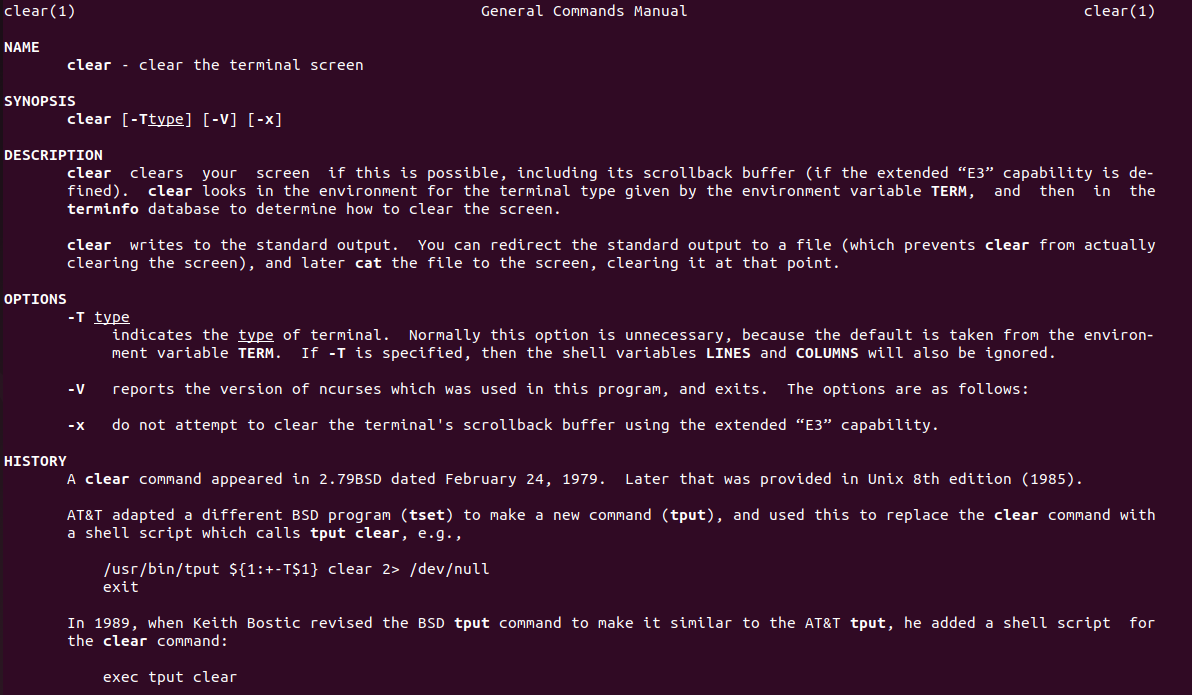 clear(1) General Commands Manual clear(1)
NAME
clear - clear the terminal screen
SYNOPSIS
clear [-Ttype] [-V] [-x]
DESCRIPTION
clear clears your screen if this is possible, including its scrollback buffer (if the extended “E3” capability is de-
fined). clear looks in the environment for the terminal type given by the environment variable TERM, and then in the
terminfo database to determine how to clear the screen.
clear writes to the standard output. You can redirect the standard output to a file (which prevents clear from actually
clearing the screen), and later cat the file to the screen, clearing it at that point.
OPTIONS
-T type
indicates the type of terminal. Normally this option is unnecessary, because the default is taken from the environ-
ment variable TERM. If -T is specified, then the shell variables LINES and COLUMNS will also be ignored.
-V reports the version of ncurses which was used in this program, and exits. The options are as follows:
-x do not attempt to clear the terminal's scrollback buffer using the extended “E3” capability.
HISTORY
A clear command appeared in 2.79BSD dated February 24, 1979. Later that was provided in Unix 8th edition (1985).
AT&T adapted a different BSD program (tset) to make a new command (tput), and used this to replace the clear command with
a shell script which calls tput clear, e.g.,
/usr/bin/tput ${1:+-T$1} clear 2> /dev/null
exit
In 1989, when Keith Bostic revised the BSD tput command to make it similar to the AT&T tput, he added a shell script for
the clear command:
exec tput clear